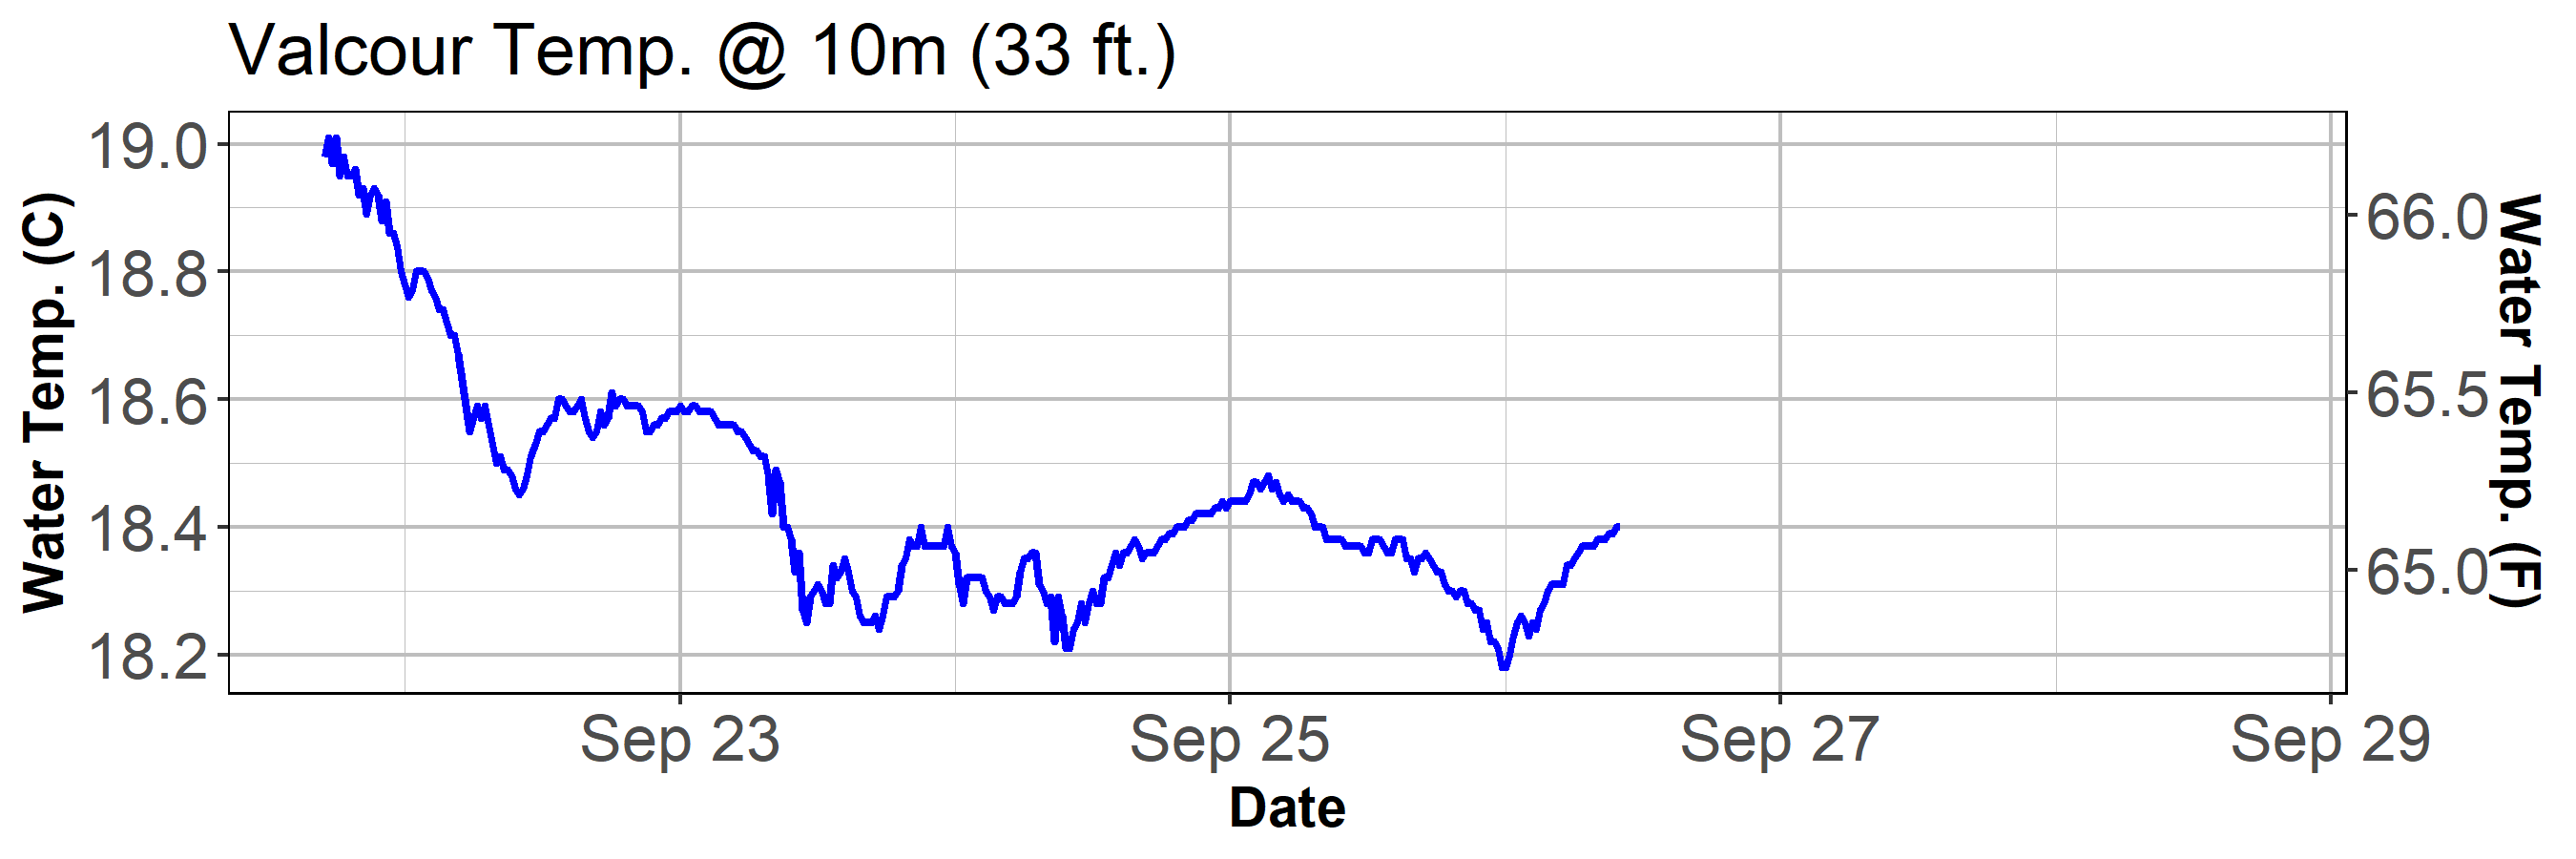 Valcour Temp. @ 10m (33 ft.)
Water Temp. (C)
19.0
18.8
18.6
18.4
18.2
66.0
65.5
65.0
Water Temp. (F)
Sep 23
Sep 25
Sep 27
Sep 29
Date